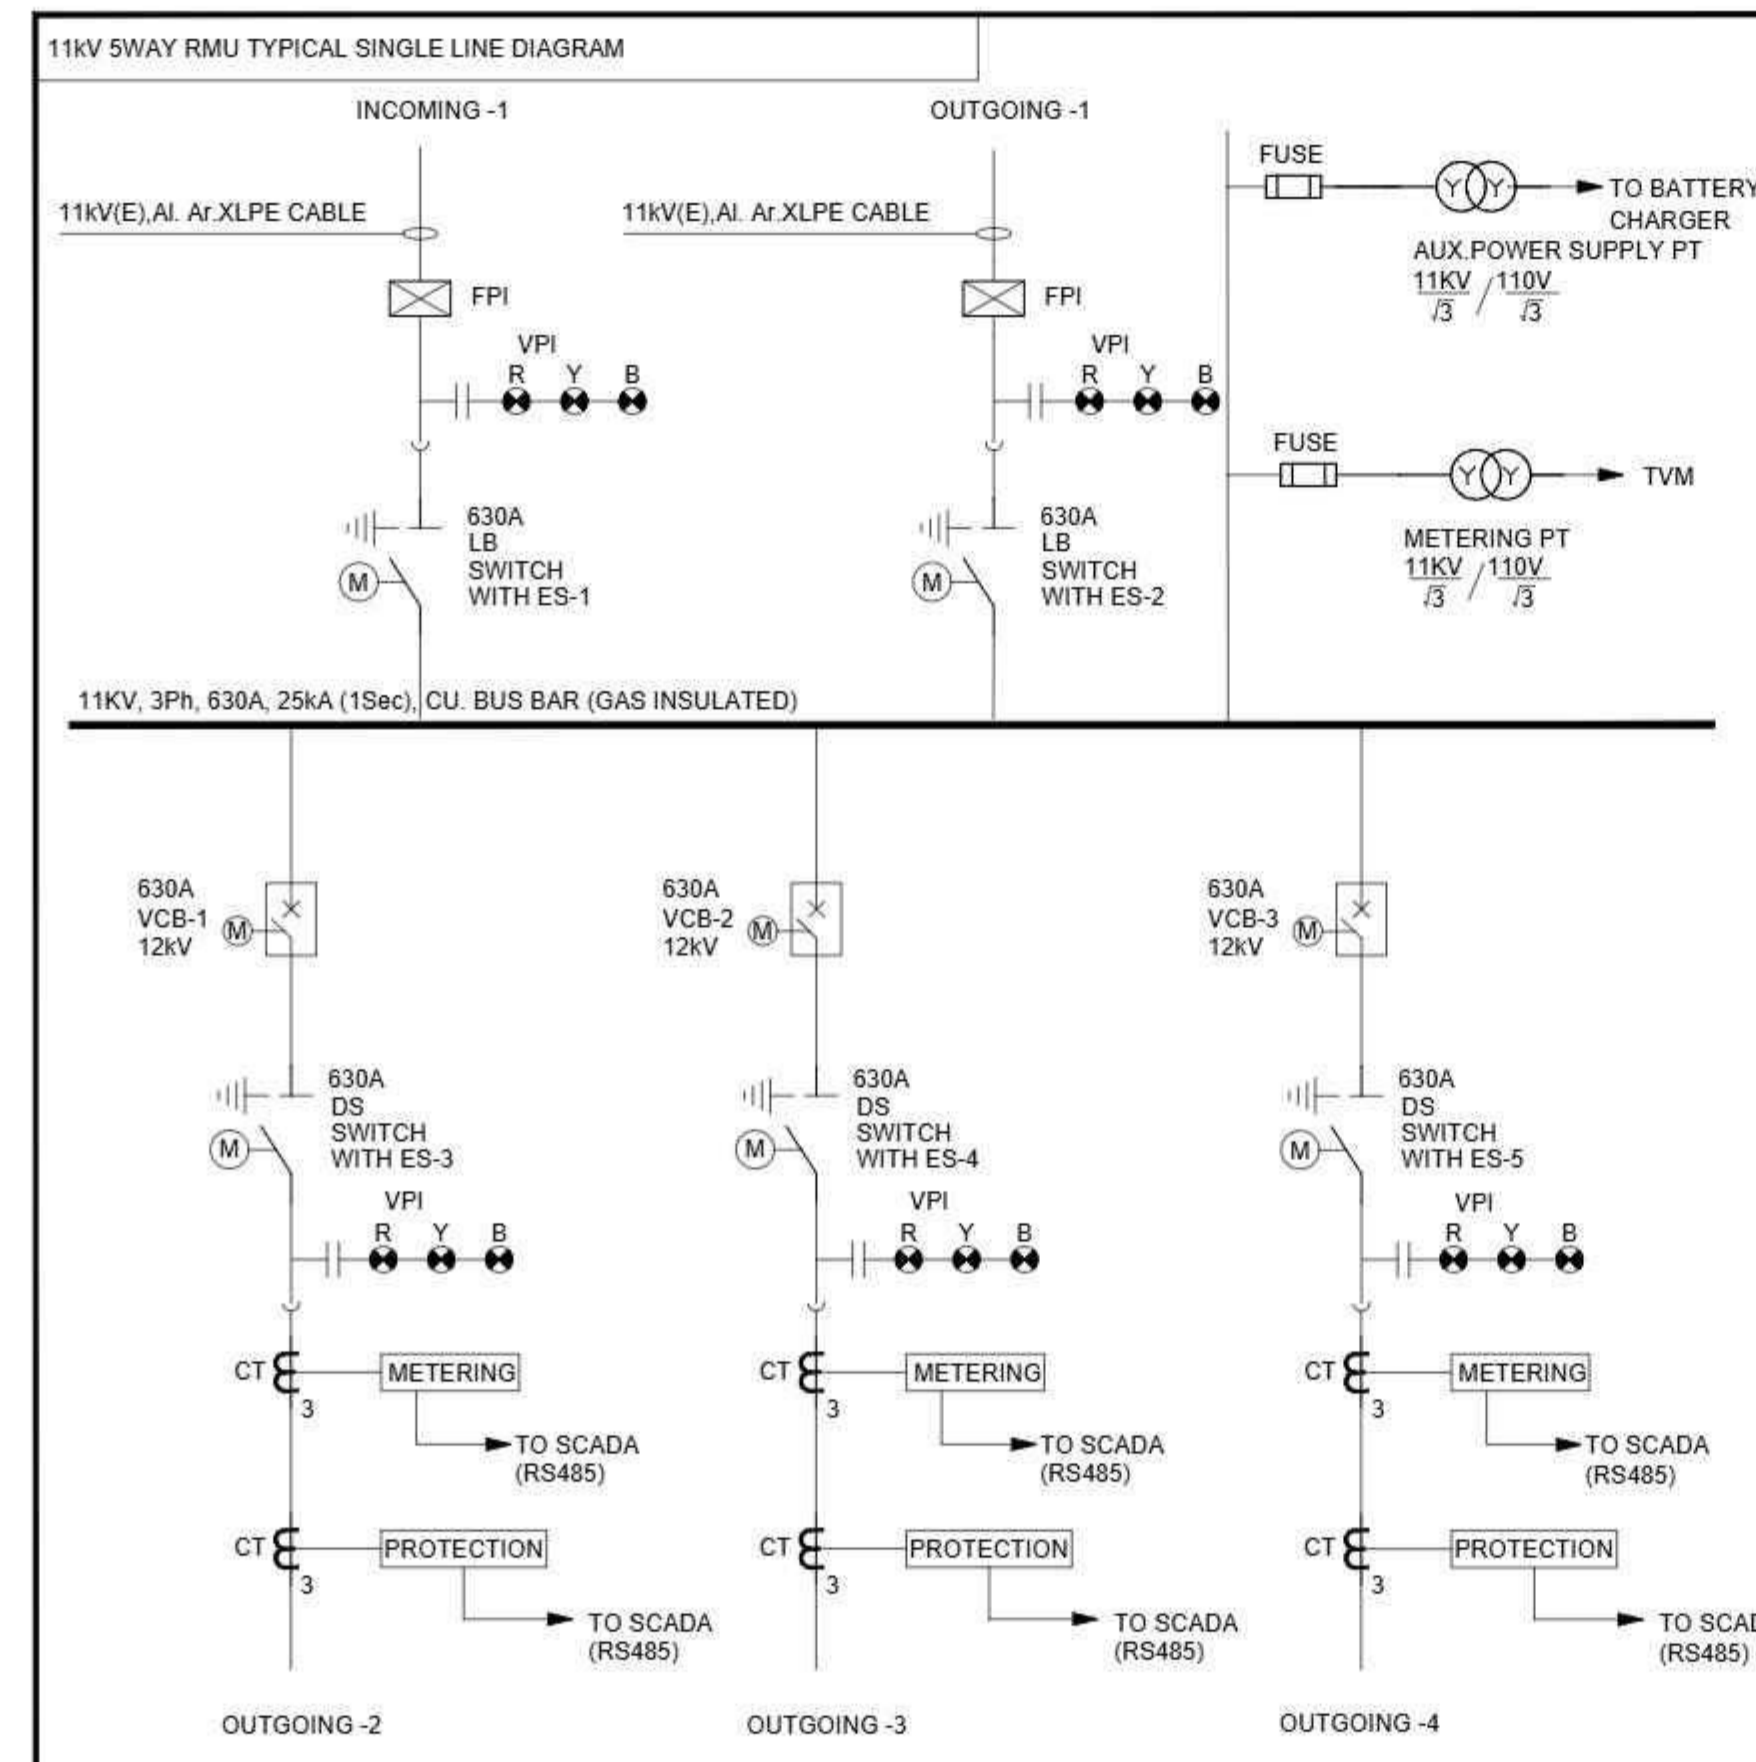 11kV 5WAY RMU TYPICAL SINGLE LINE DIAGRAM
INCOMING -1
OUTGOING -1
11kV(E),Al. Ar.XLPE CABLE
FPI
VPI
R Y B
630A
LB
SWITCH
WITH ES-1
M
11kV(E),Al. Ar.XLPE CABLE
FPI
VPI
R Y B
630A
LB
SWITCH
WITH ES-2
M
FUSE
Y Y
TO BATTERY
CHARGER
AUX.POWER SUPPLY PT
11KV / 110V
√3 √3
FUSE
Y Y
TVM
METERING PT
11KV / 110V
√3 √3
11KV, 3Ph, 630A, 25kA (1Sec), CU. BUS BAR (GAS INSULATED)
630A
VCB-1
12kV
M
630A
DS
SWITCH
WITH ES-3
M
VPI
R Y B
CT
3
METERING
TO SCADA
(RS485)
CT
3
PROTECTION
TO SCADA
(RS485)
OUTGOING -2
630A
VCB-2
12kV
M
630A
DS
SWITCH
WITH ES-4
M
VPI
R Y B
CT
3
METERING
TO SCADA
(RS485)
CT
3
PROTECTION
TO SCADA
(RS485)
OUTGOING -3
630A
VCB-3
12kV
M
630A
DS
SWITCH
WITH ES-5
M
VPI
R Y B
CT
3
METERING
TO SCADA
(RS485)
CT
3
PROTECTION
TO
(RS485)
OUTGOING -4